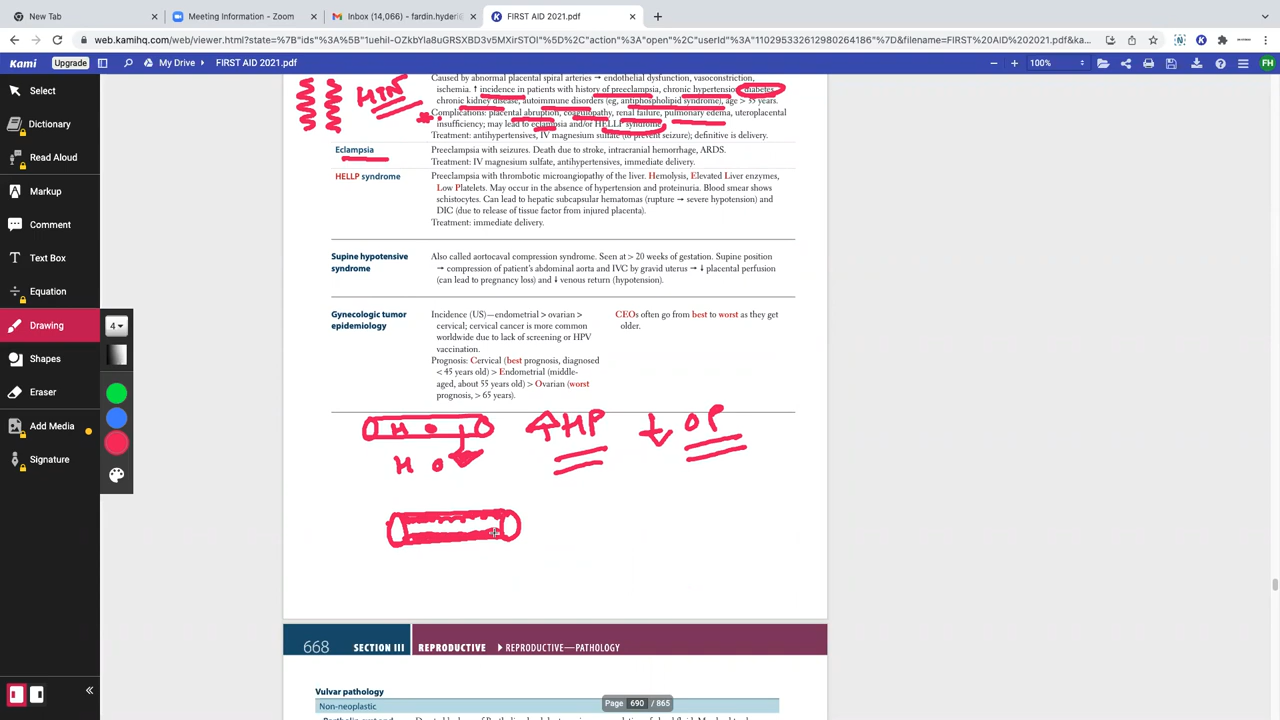 New Tab
Meeting Information - Zoom
Inbox (14,066) - fardin.hyderi@
FIRST AID 2021.pdf
web.kamihq.com/web/viewer.html?state=%7B"ids"%3A%5B"1uehiI-OZkbYla8uGRSXBD3v5MXirSTOI"%5D%2C"action"%3A"open"%2C"userId"%3A"110295332612980264186"%7D&filename=FIRST%20AID%202021.pdf&ka...
Kami
Upgrade
My Drive
FIRST AID 2021.pdf
100%
FH
Select
Dictionary
Read Aloud
Markup
Comment
Text Box
Equation
Drawing
4
Shapes
Eraser
Add Media
Signature
HTN
Caused by abnormal placental spiral arteries → endothelial dysfunction, vasoconstriction,
ischemia. ↑ incidence in patients with history of preeclampsia, chronic hypertension, diabetes,
chronic kidney disease, autoimmune disorders (eg, antiphospholipid syndrome), age > 35 years.
Complications: placental abruption, coagulopathy, renal failure, pulmonary edema, uteroplacental
insufficiency; may lead to eclampsia and/or HELLP syndrome.
Treatment: antihypertensives, IV magnesium sulfate (to prevent seizure); definitive is delivery.
Eclampsia
Preeclampsia with seizures. Death due to stroke, intracranial hemorrhage, ARDS.
Treatment: IV magnesium sulfate, antihypertensives, immediate delivery.
HELLP syndrome
Preeclampsia with thrombotic microangiopathy of the liver. Hemolysis, Elevated Liver enzymes,
Low Platelets. May occur in the absence of hypertension and proteinuria. Blood smear shows
schistocytes. Can lead to hepatic subcapsular hematomas (rupture → severe hypotension) and
DIC (due to release of tissue factor from injured placenta).
Treatment: immediate delivery.
Supine hypotensive
syndrome
Also called aortocaval compression syndrome. Seen at > 20 weeks of gestation. Supine position
→ compression of patient's abdominal aorta and IVC by gravid uterus → ↓ placental perfusion
(can lead to pregnancy loss) and ↓ venous return (hypotension).
Gynecologic tumor
epidemiology
Incidence (US)—endometrial > ovarian >
cervical; cervical cancer is more common
worldwide due to lack of screening or HPV
vaccination.
Prognosis: Cervical (best prognosis, diagnosed
< 45 years old) > Endometrial (middle-
aged, about 55 years old) > Ovarian (worst
prognosis, > 65 years).
CEOs often go from best to worst as they get
older.
H O ↑ HP ↓ OP
H O
668 SECTION III REPRODUCTIVE ▶ REPRODUCTIVE—PATHOLOGY
Vulvar pathology
Non-neoplastic
Page 690 / 865